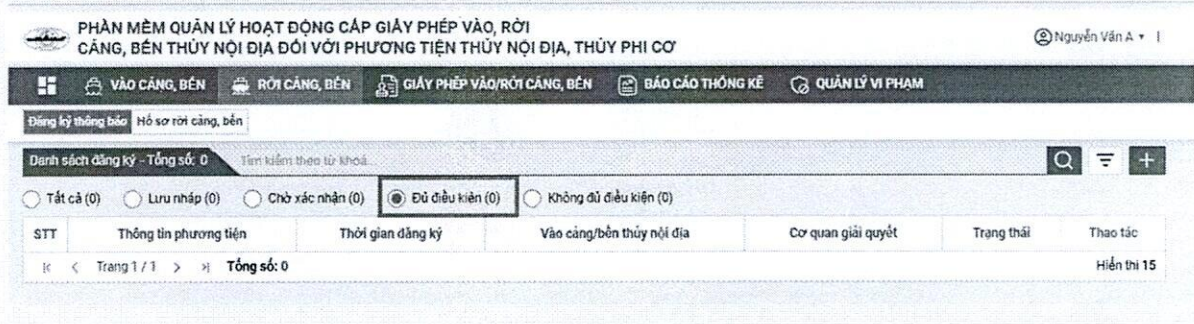 PHẦN MỀM QUẢN LÝ HOẠT ĐỘNG CẤP GIẤY PHÉP VÀO, RỜI
CẢNG, BẾN THỦY NỘI ĐỊA ĐỐI VỚI PHƯƠNG TIỆN THỦY NỘI ĐỊA, THỦY PHI CƠ
Nguyễn Văn A
VÀO CẢNG, BẾN RỜI CẢNG, BẾN GIẤY PHÉP VÀO/RỜI CẢNG, BẾN BÁO CÁO THỐNG KÊ QUẢN LÝ VI PHẠM
Đăng ký thông báo Hồ sơ rời cảng, bến
Danh sách đăng ký - Tổng số: 0 Tìm kiếm theo từ khoá...
Tất cả (0) Lưu nháp (0) Chờ xác nhận (0) Đủ điều kiện (0) Không đủ điều kiện (0)
STT Thông tin phương tiện Thời gian đăng ký Vào cảng/bến thủy nội địa Cơ quan giải quyết Trạng thái Thao tác
Trang 1 / 1 Tổng số: 0 Hiển thi 15